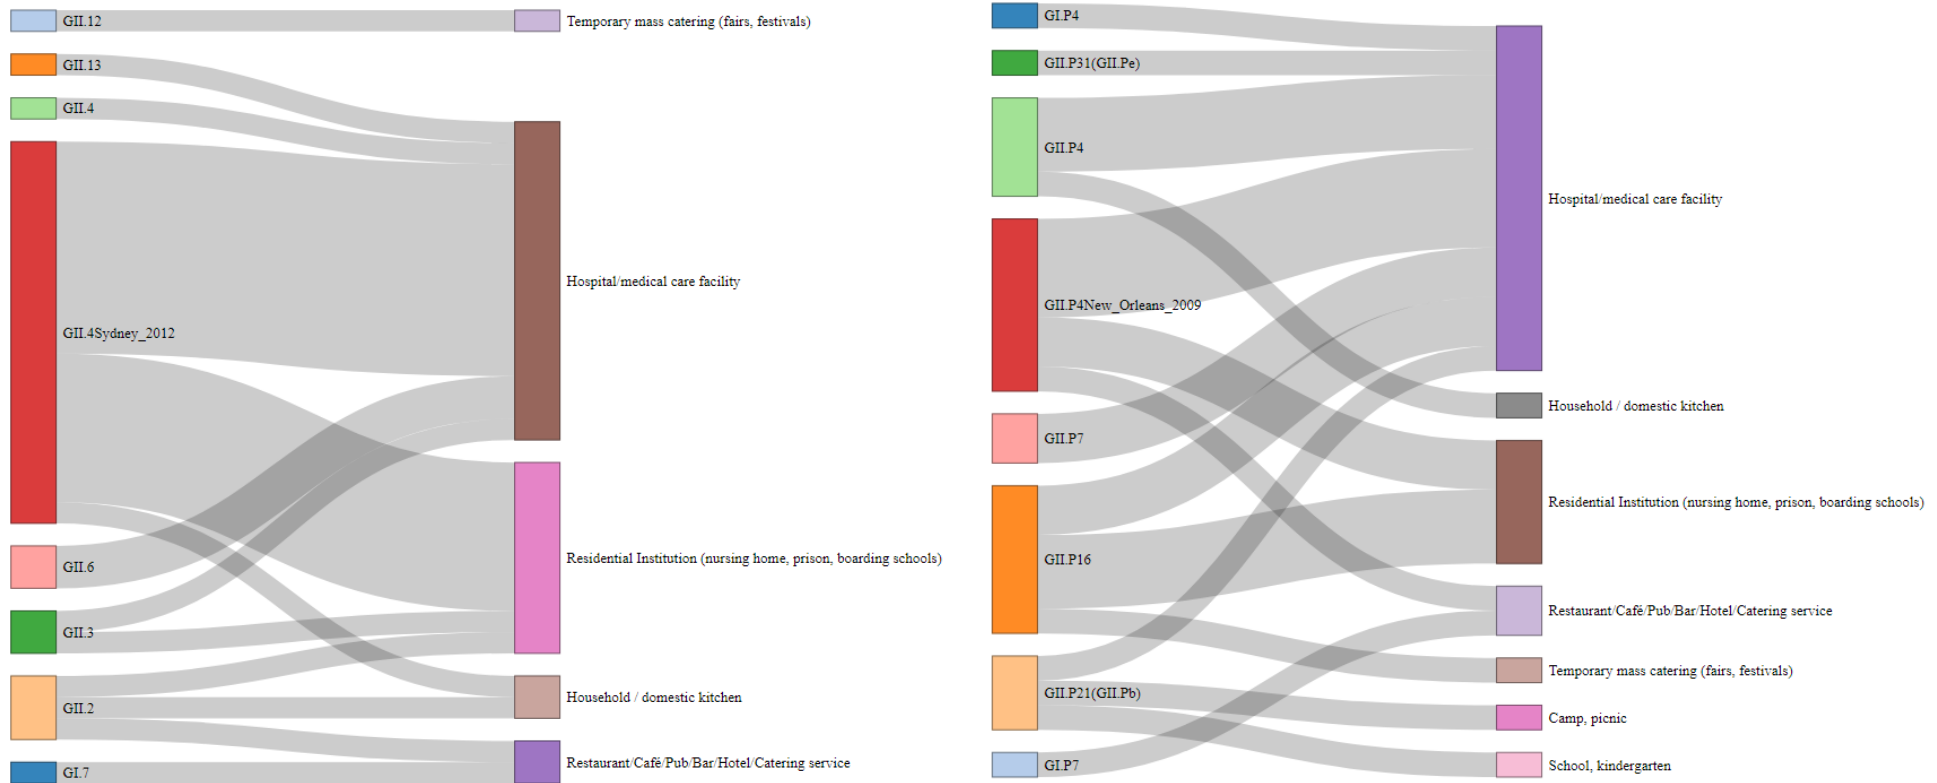 GII.12
Temporary mass catering (fairs, festivals)
GII.13
GII.4
Hospital/medical care facility
GII.4Sydney_2012
Residential Institution (nursing home, prison, boarding schools)
GII.6
GII.3
Household / domestic kitchen
GII.2
Restaurant/Café/Pub/Bar/Hotel/Catering service
GI.7
GI.P4
GII.P31(GII.Pe)
GII.P4
Hospital/medical care facility
GII.P4New_Orleans_2009
Household / domestic kitchen
GII.P7
Residential Institution (nursing home, prison, boarding schools)
GII.P16
Restaurant/Café/Pub/Bar/Hotel/Catering service
Temporary mass catering (fairs, festivals)
GII.P21(GII.Pb)
Camp, picnic
GI.P7
School, kindergarten